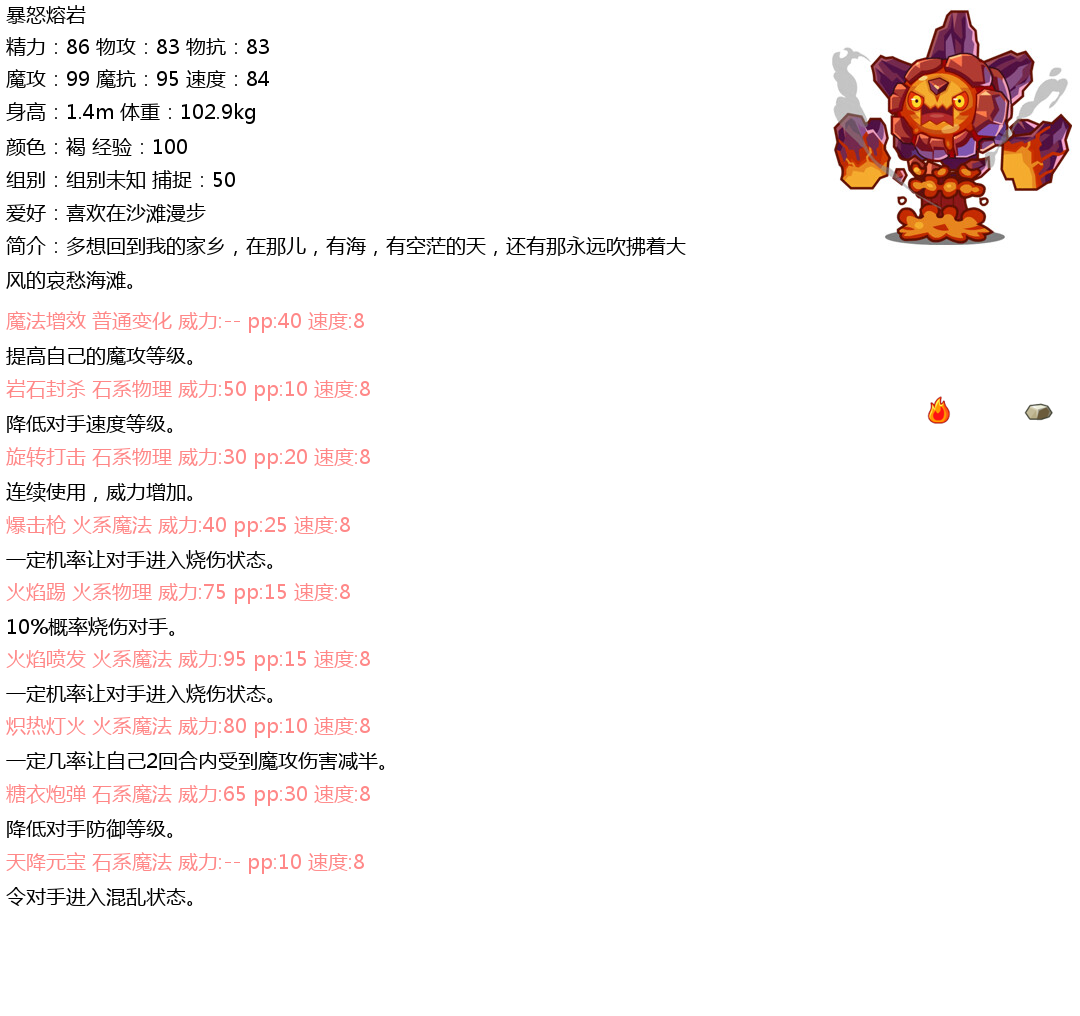 暴怒熔岩
精力：86 物攻：83 物抗：83
魔攻：99 魔抗：95 速度：84
身高：1.4m 体重：102.9kg
颜色：褐 经验：100
组别：组别未知 捕捉：50
爱好：喜欢在沙滩漫步
简介：多想回到我的家乡，在那儿，有海，有空茫的天，还有那永远吹拂着大
风的哀愁海滩。
魔法增效 普通变化 威力:-- pp:40 速度:8
提高自己的魔攻等级。
岩石封杀 石系物理 威力:50 pp:10 速度:8
降低对手速度等级。
旋转打击 石系物理 威力:30 pp:20 速度:8
连续使用，威力增加。
爆击枪 火系魔法 威力:40 pp:25 速度:8
一定机率让对手进入烧伤状态。
火焰踢 火系物理 威力:75 pp:15 速度:8
10%概率烧伤对手。
火焰喷发 火系魔法 威力:95 pp:15 速度:8
一定机率让对手进入烧伤状态。
炽热灯火 火系魔法 威力:80 pp:10 速度:8
一定几率让自己2回合内受到魔攻伤害减半。
糖衣炮弹 石系魔法 威力:65 pp:30 速度:8
降低对手防御等级。
天降元宝 石系魔法 威力:-- pp:10 速度:8
令对手进入混乱状态。